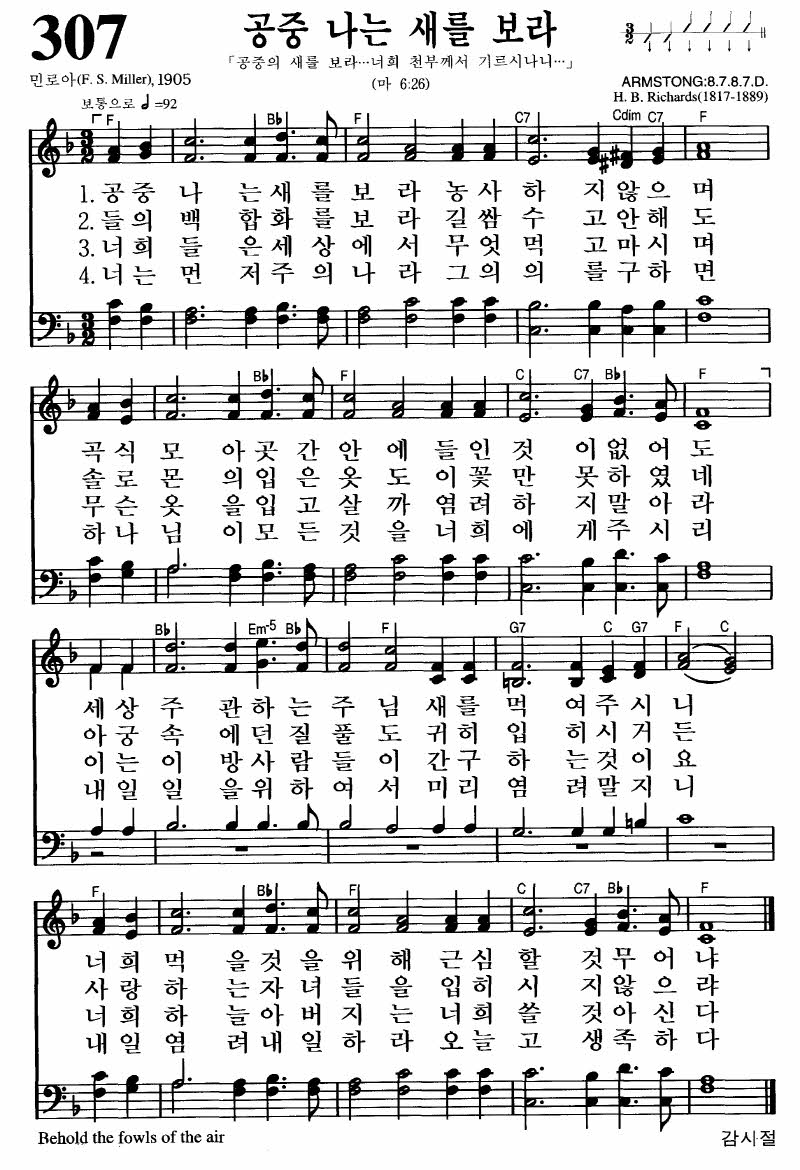 307
공중 나는 새를 보라
「공중의 새를 보라…너희 천부께서 기르시나니…」
(마 6:26)
민로아(F. S. Miller), 1905
ARMSTONG:8.7.8.7.D.
H. B. Richards(1817-1889)
보통으로 𝅗𝅥=92
F B♭ F C7 Cdim C7 F
1. 공중 나 는새를보라농사하 지않으며
2. 들의 백 합화를보라길쌈수 고안해도
3. 너희 들 은세상에서무엇먹 고마시며
4. 너는 먼 저주의나라그의의 를구하면
B♭ F C C7 B♭ F
곡식모 아곳간안에들인것 이없어도
솔로몬 의입은옷도이꽃만 못하였네
무슨옷 을입고살까염려하 지말아라
하나님 이모든것을너희에 게주시리
B♭ Em-5 B♭ F G7 C G7 F C
세상주 관하는주님새를먹 여주시니
아궁속 에던질풀도귀히입 히시거든
이는이 방사람들이간구하 는것이요
내일일 을위하여서미리염 려말지니
F B♭ F C C7 B♭ F
너희먹 을것을위해근심할 것무어냐
사랑하 는자녀들을입히시 지않으랴
너희하 늘아버지는너희쓸 것아신다
내일염 려내일하라오늘고 생족하다
Behold the fowls of the air
감사절